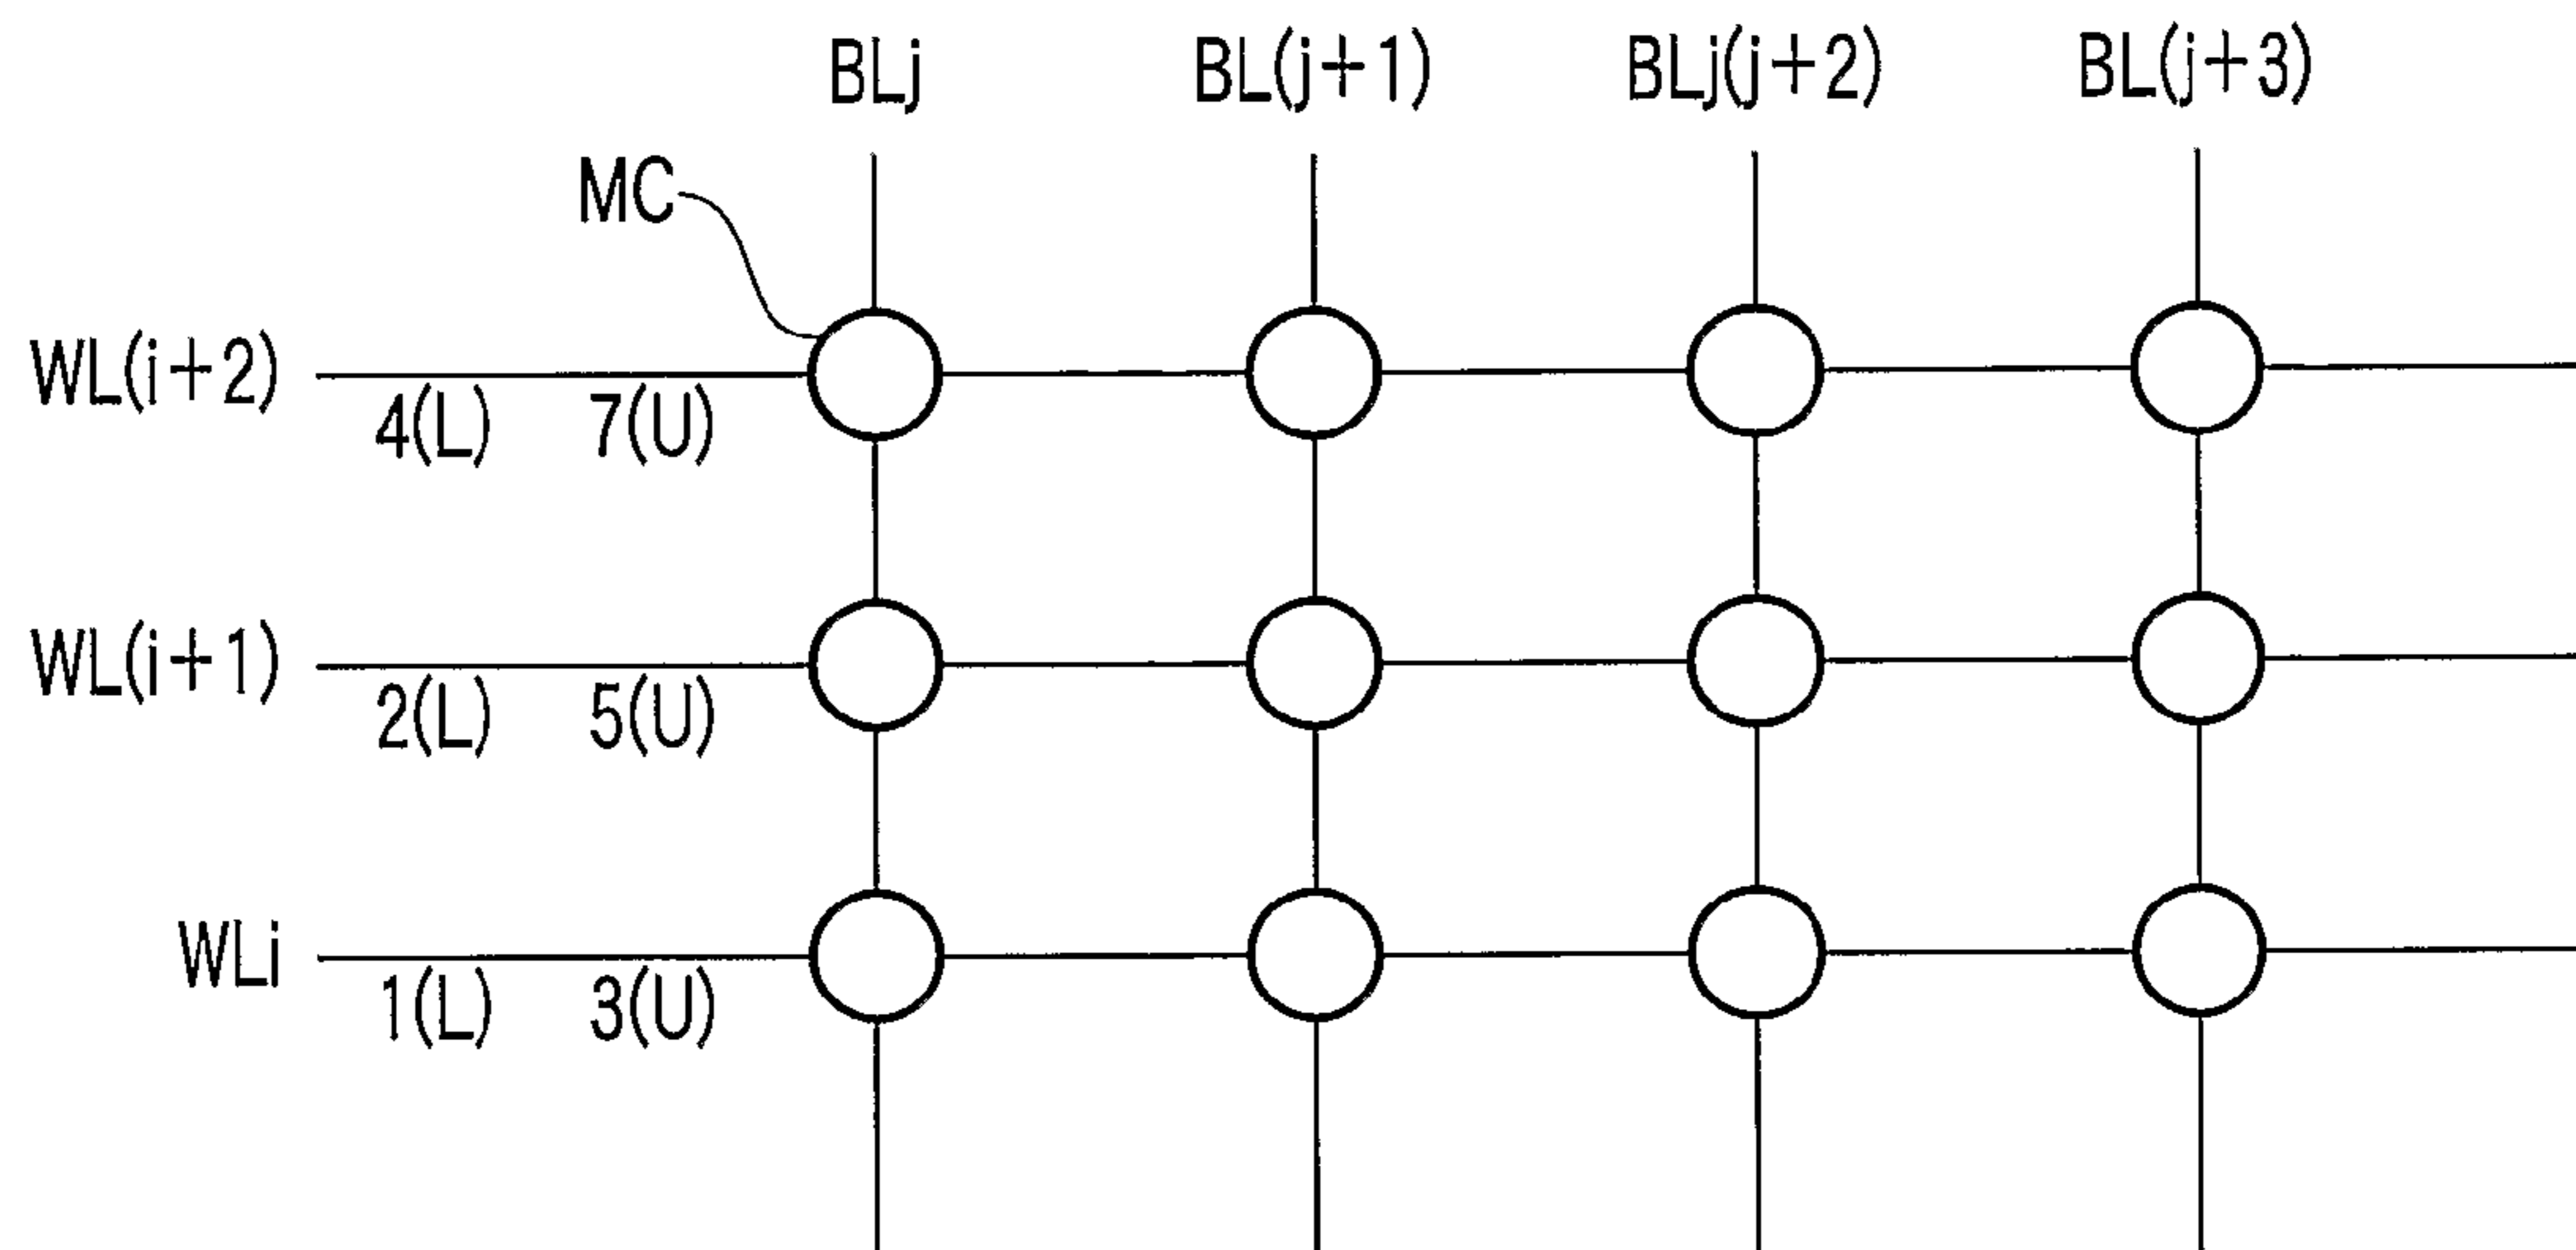 BLj BL(j+1) BLj(j+2) BL(j+3)
MC
WL(i+2)
4(L) 7(U)
WL(i+1)
2(L) 5(U)
WLi
1(L) 3(U)